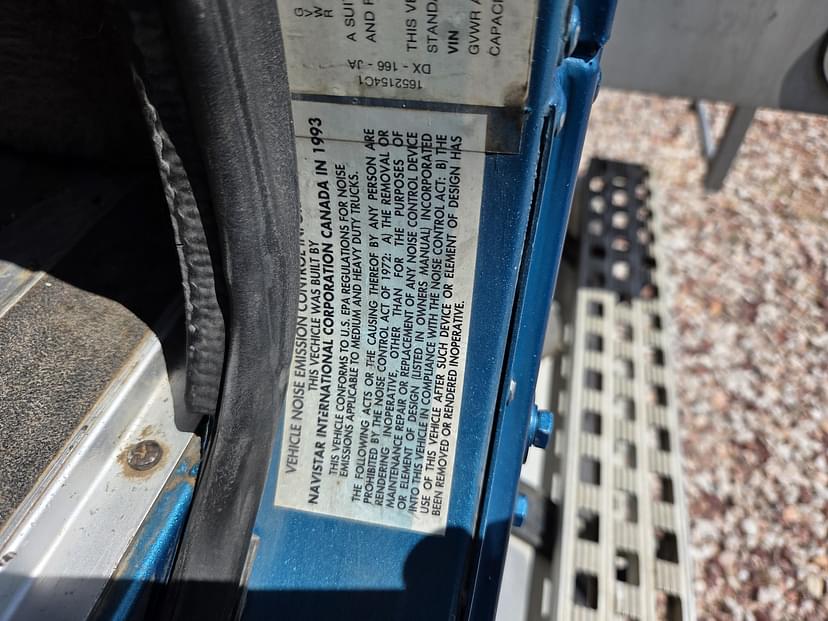 G
V
W
R
A SUI
AND F
THIS VE
STANDA
VIN
GVWR A
CAPACI
DX - 166 - JA
1652154C1
VEHICLE NOISE EMISSION CONTROL
THIS VECHICLE WAS BUILT BY
NAVISTAR INTERNATIONAL CORPORATION CANADA IN 1993
THIS VEHICLE CONFORMS TO U.S. EPA REGULATIONS FOR NOISE
EMISSIONS APPLICABLE TO MEDIUM AND HEAVY DUTY TRUCKS.
THE FOLLOWING ACTS OR THE CAUSING THEREOF BY ANY PERSON ARE
PROHIBITED BY THE NOISE CONTROL ACT OF 1972: A) THE REMOVAL OR
RENDERING INOPERATIVE, OTHER THAN FOR THE PURPOSES OF
MAINTENANCE REPAIR OR REPLACEMENT OF ANY NOISE CONTROL DEVICE
OR ELEMENT OF DESIGN (LISTED IN OWNERS MANUAL) INCORPORATED
INTO THIS VEHICLE IN COMPLIANCE WITH THE NOISE CONTROL ACT; B) THE
USE OF THIS VEHICLE AFTER SUCH DEVICE OR ELEMENT OF DESIGN HAS
BEEN REMOVED OR RENDERED INOPERATIVE.